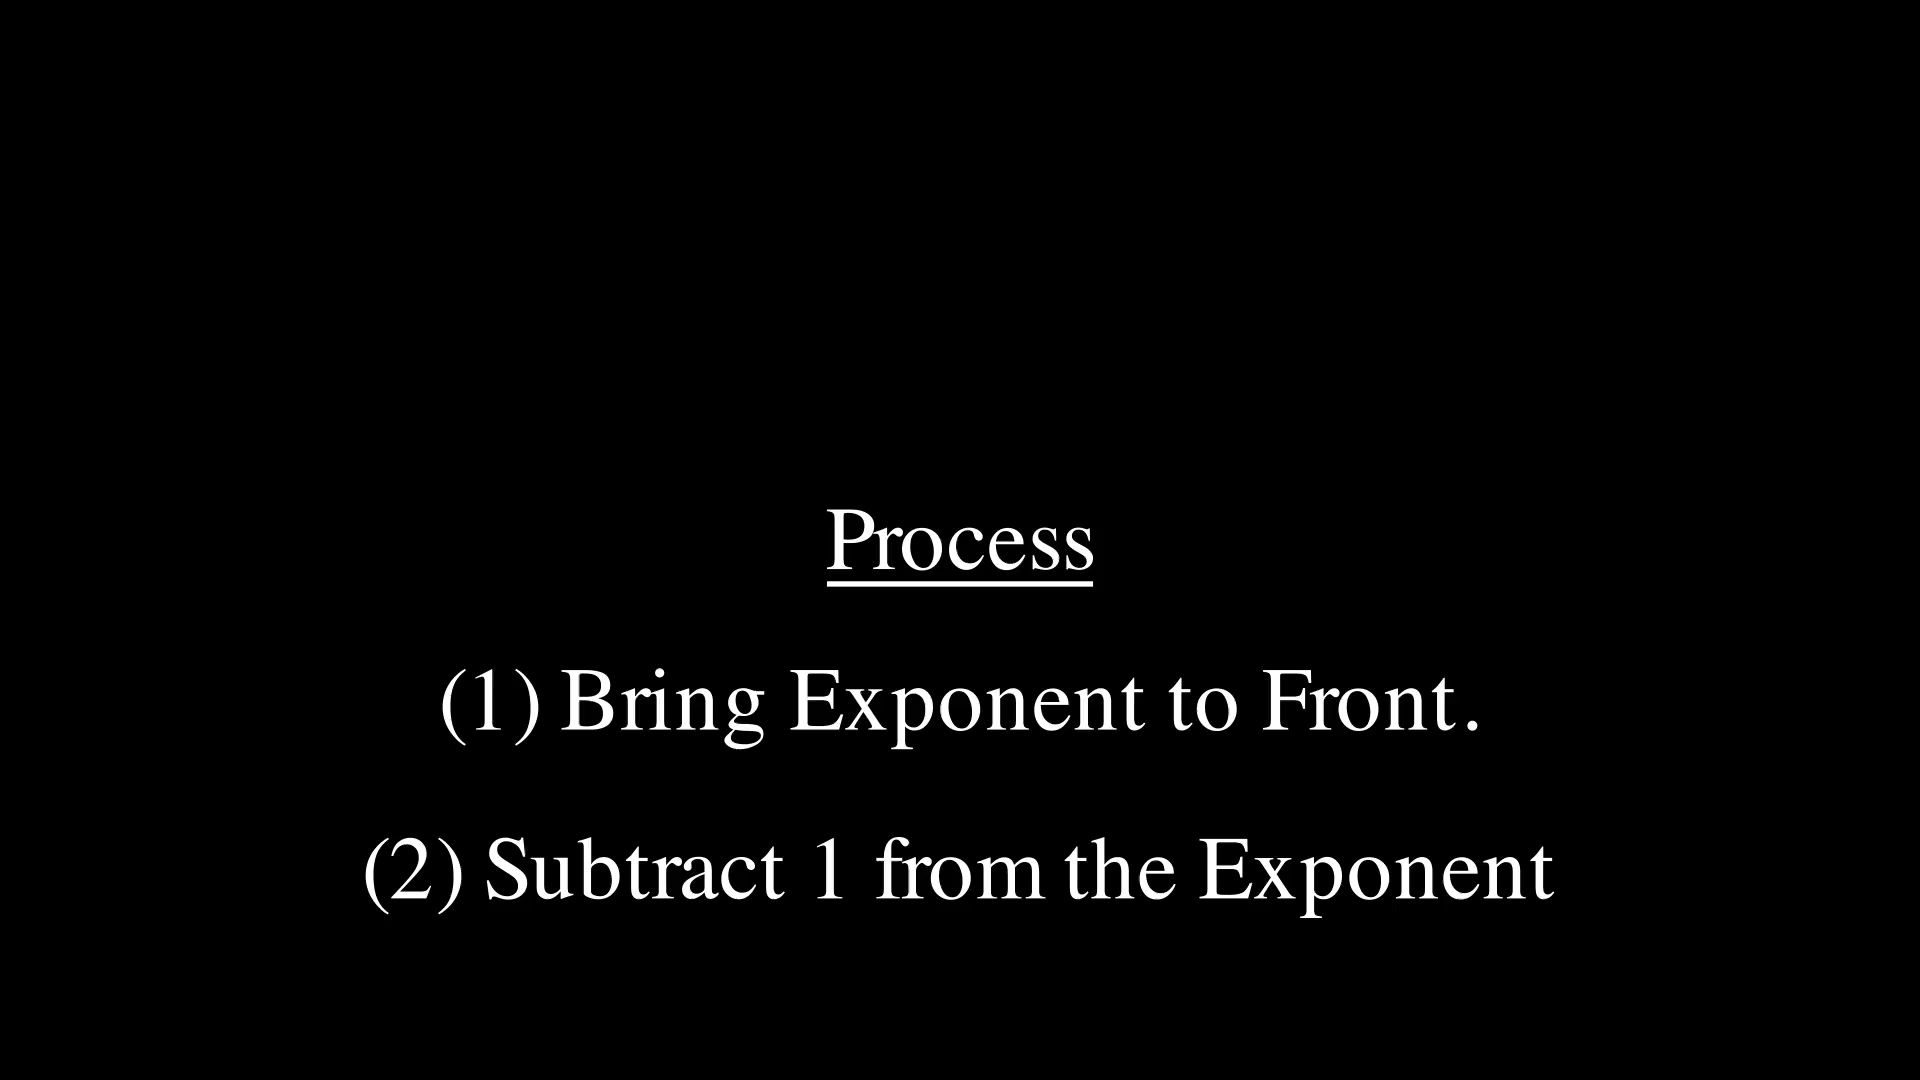 Process
(1) Bring Exponent to Front.
(2) Subtract 1 from the Exponent